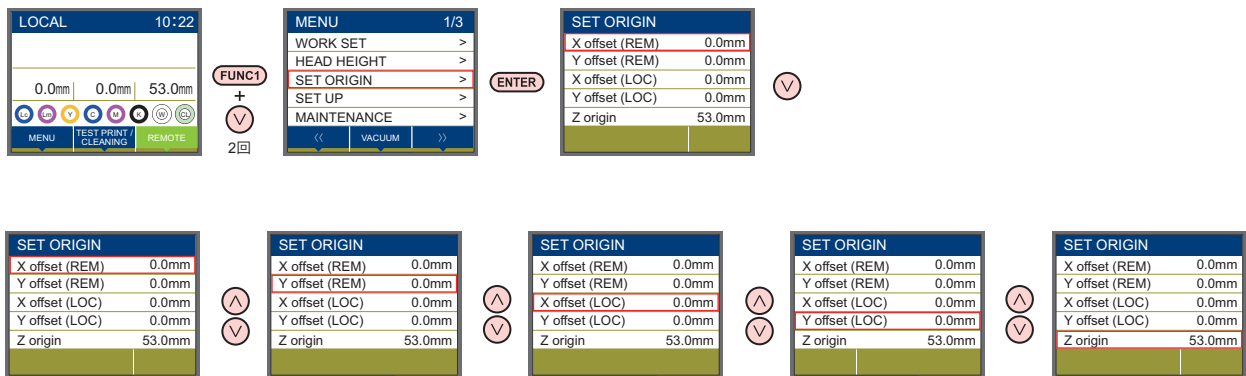 LOCAL 10:22
0.0mm 0.0mm 53.0mm
Lc Lm Y C M K W CL
MENU TEST PRINT / CLEANING REMOTE
FUNC1
+
2回
MENU 1/3
WORK SET >
HEAD HEIGHT >
SET ORIGIN >
SET UP >
MAINTENANCE >
<< VACUUM >>
ENTER
SET ORIGIN
X offset (REM) 0.0mm
Y offset (REM) 0.0mm
X offset (LOC) 0.0mm
Y offset (LOC) 0.0mm
Z origin 53.0mm
SET ORIGIN
X offset (REM) 0.0mm
Y offset (REM) 0.0mm
X offset (LOC) 0.0mm
Y offset (LOC) 0.0mm
Z origin 53.0mm
SET ORIGIN
X offset (REM) 0.0mm
Y offset (REM) 0.0mm
X offset (LOC) 0.0mm
Y offset (LOC) 0.0mm
Z origin 53.0mm
SET ORIGIN
X offset (REM) 0.0mm
Y offset (REM) 0.0mm
X offset (LOC) 0.0mm
Y offset (LOC) 0.0mm
Z origin 53.0mm
SET ORIGIN
X offset (REM) 0.0mm
Y offset (REM) 0.0mm
X offset (LOC) 0.0mm
Y offset (LOC) 0.0mm
Z origin 53.0mm
SET ORIGIN
X offset (REM) 0.0mm
Y offset (REM) 0.0mm
X offset (LOC) 0.0mm
Y offset (LOC) 0.0mm
Z origin 53.0mm